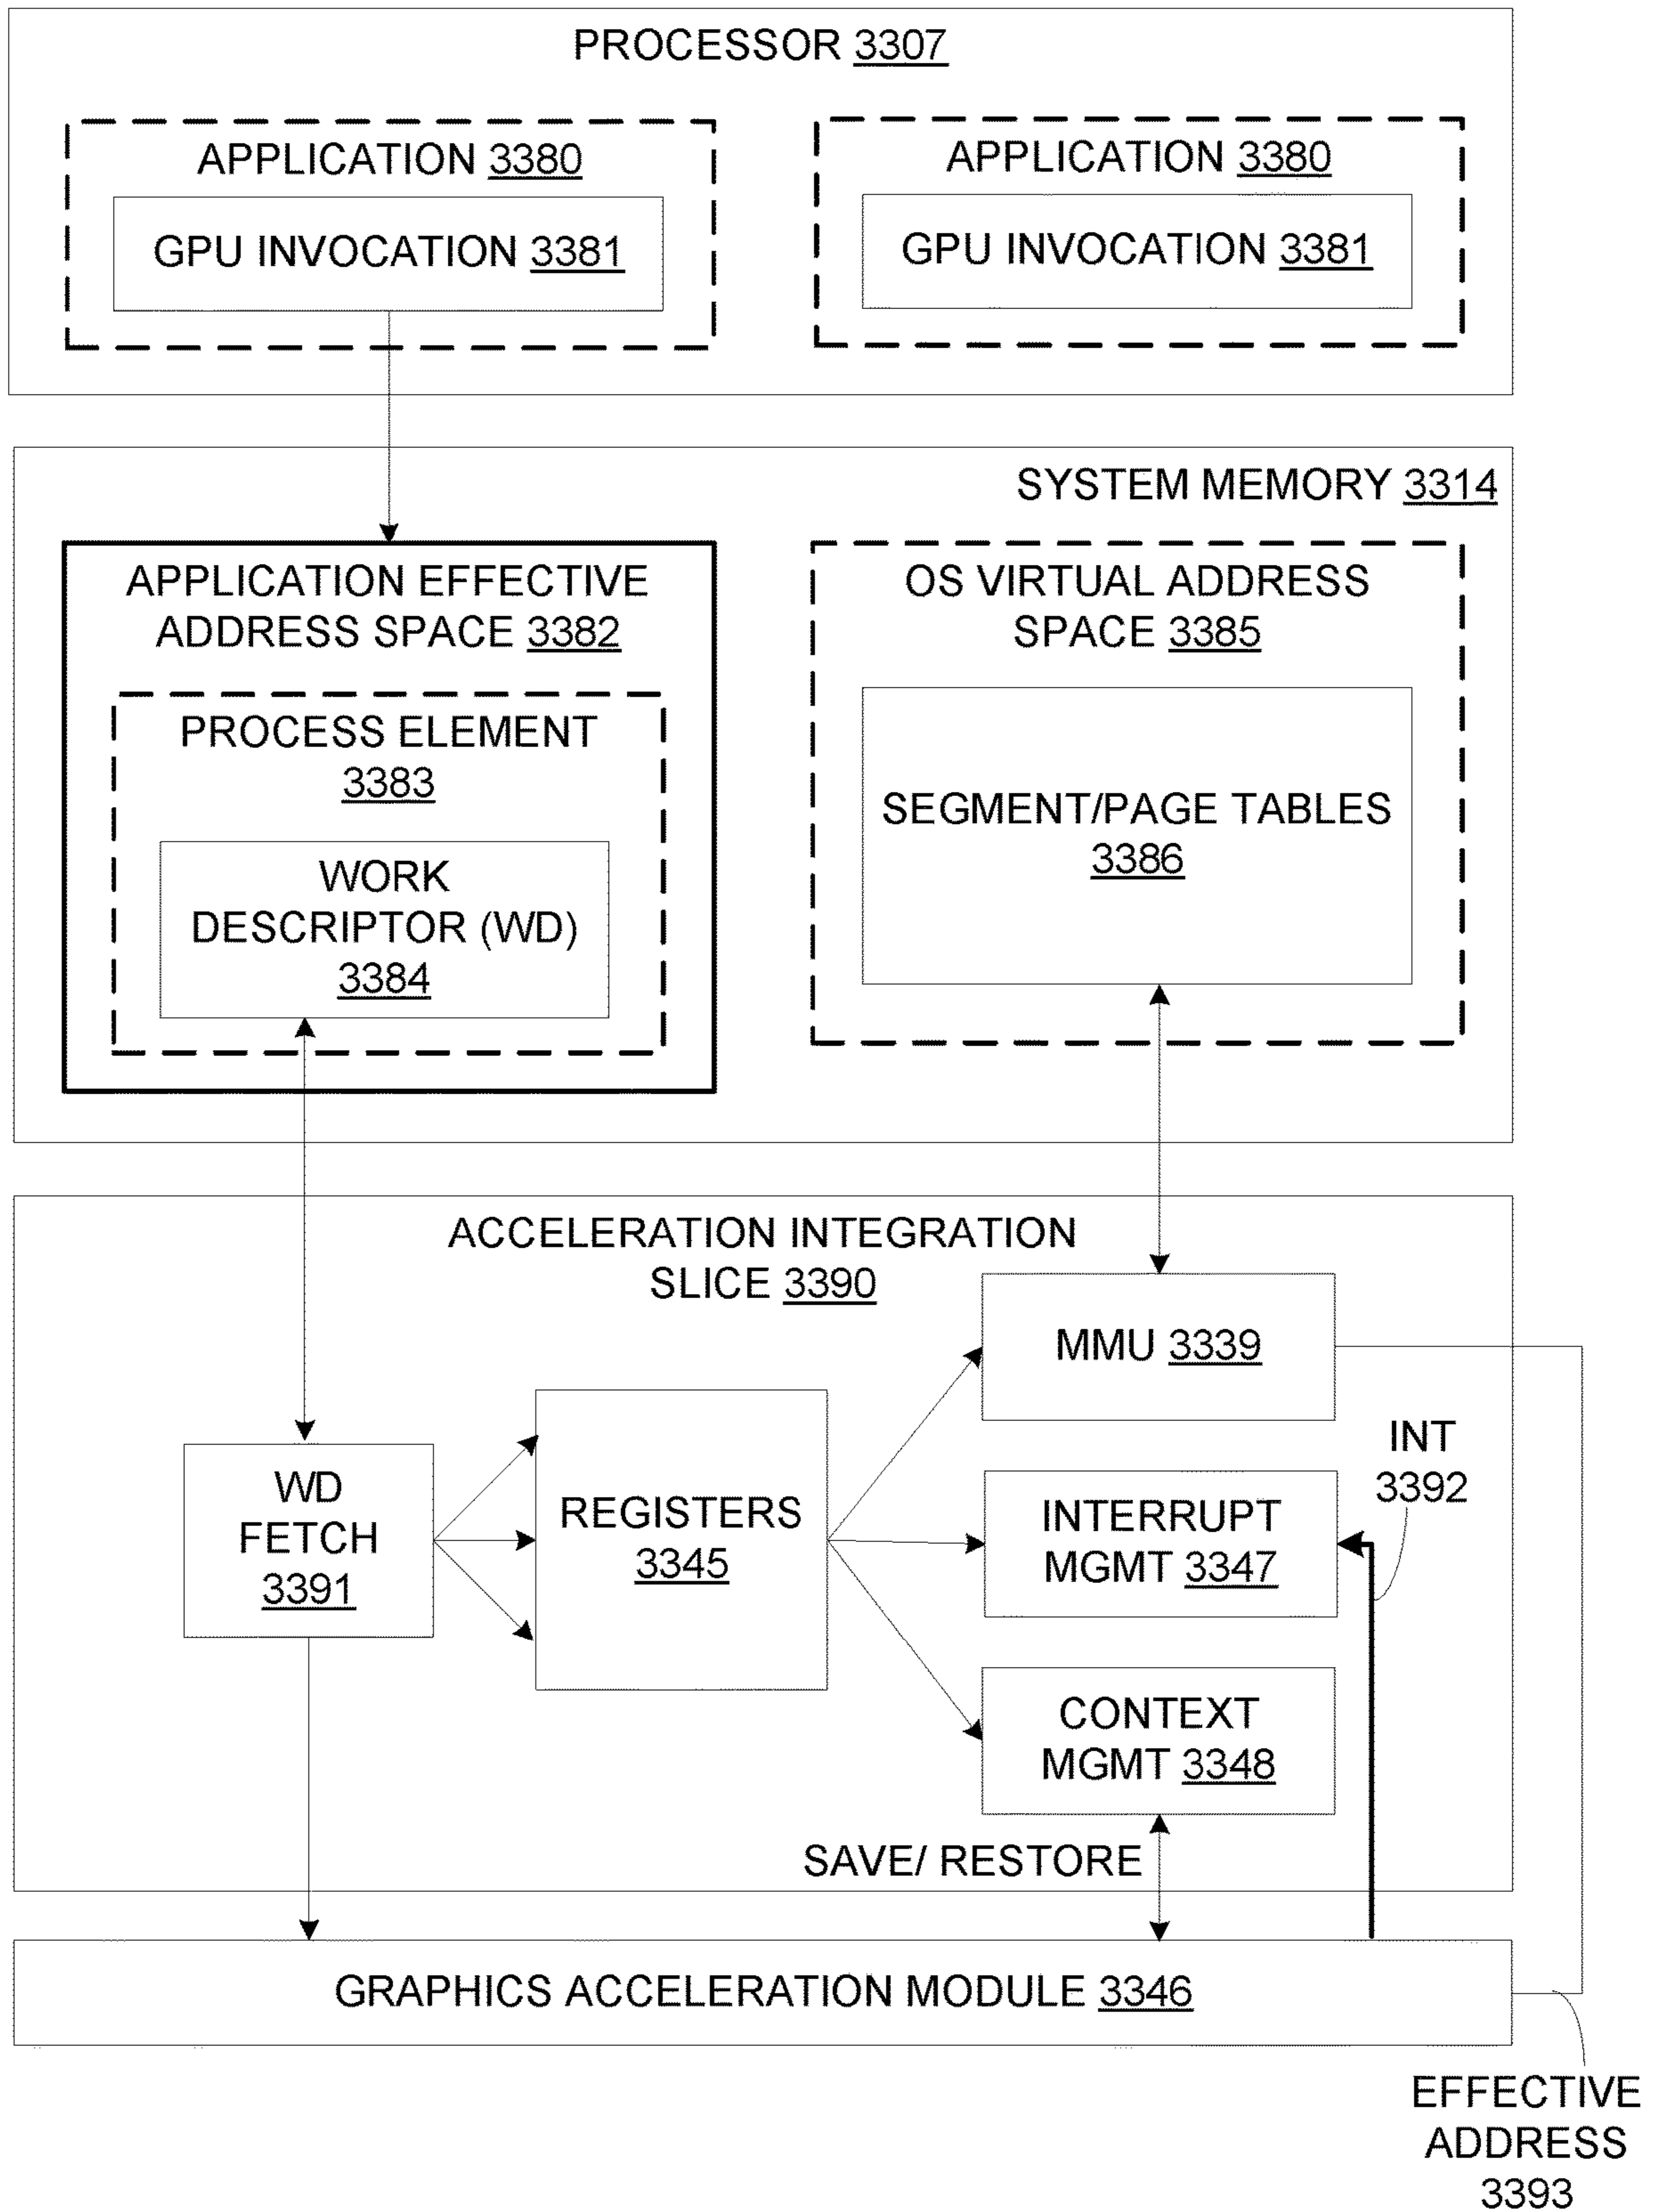 PROCESSOR 3307
APPLICATION 3380
GPU INVOCATION 3381
APPLICATION 3380
GPU INVOCATION 3381
SYSTEM MEMORY 3314
APPLICATION EFFECTIVE
ADDRESS SPACE 3382
PROCESS ELEMENT
3383
WORK
DESCRIPTOR (WD)
3384
OS VIRTUAL ADDRESS
SPACE 3385
SEGMENT/PAGE TABLES
3386
ACCELERATION INTEGRATION
SLICE 3390
MMU 3339
INT
3392
WD
FETCH
3391
REGISTERS
3345
INTERRUPT
MGMT 3347
CONTEXT
MGMT 3348
SAVE/ RESTORE
GRAPHICS ACCELERATION MODULE 3346
EFFECTIVE
ADDRESS
3393